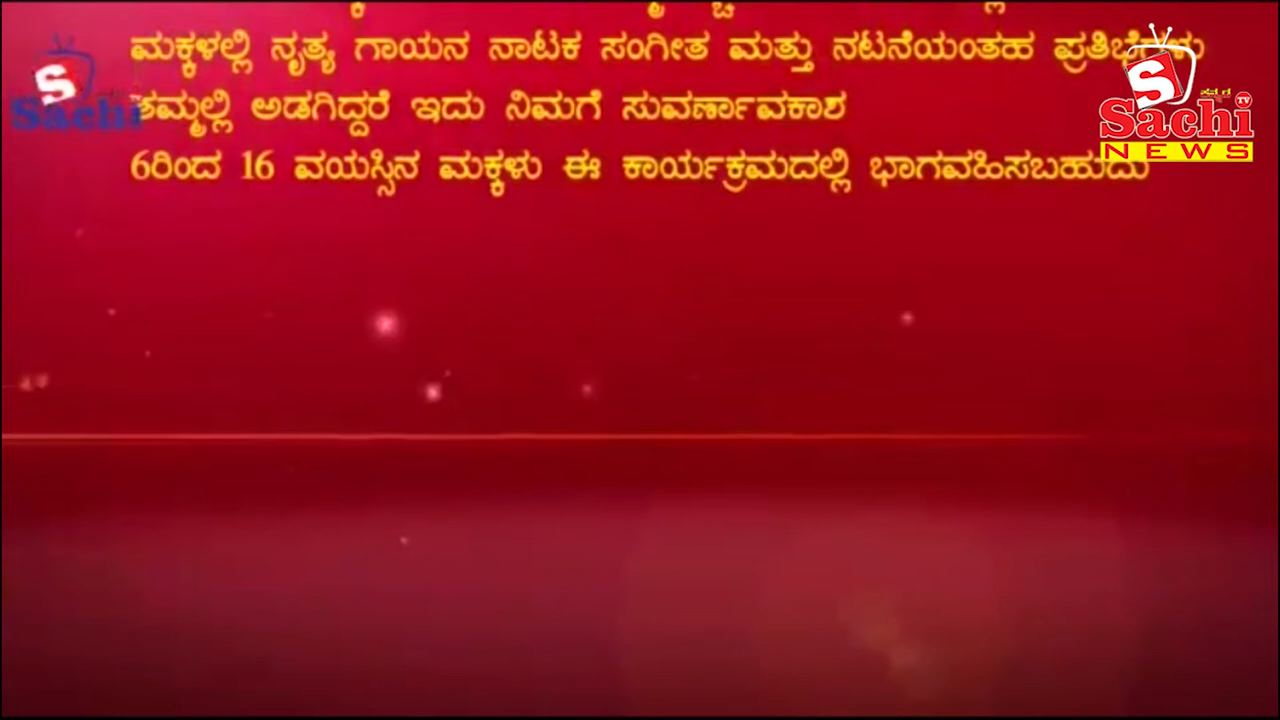 ಮಕ್ಕಳಲ್ಲಿ ನೃತ್ಯ ಗಾಯನ ನಾಟಕ ಸಂಗೀತ ಮತ್ತು ನಟನೆಯಂತಹ
ಅಡಗಿದ್ದರೆ ಇದು ನಿಮಗೆ ಸುವರ್ಣಾವಕಾಶ
6ರಿಂದ 16 ವಯಸ್ಸಿನ ಮಕ್ಕಳು ಈ ಕಾರ್ಯಕ್ರಮದಲ್ಲಿ ಭಾಗವಹಿಸಬಹುದು
S
Sachi
S
Sachi TV
NEWS